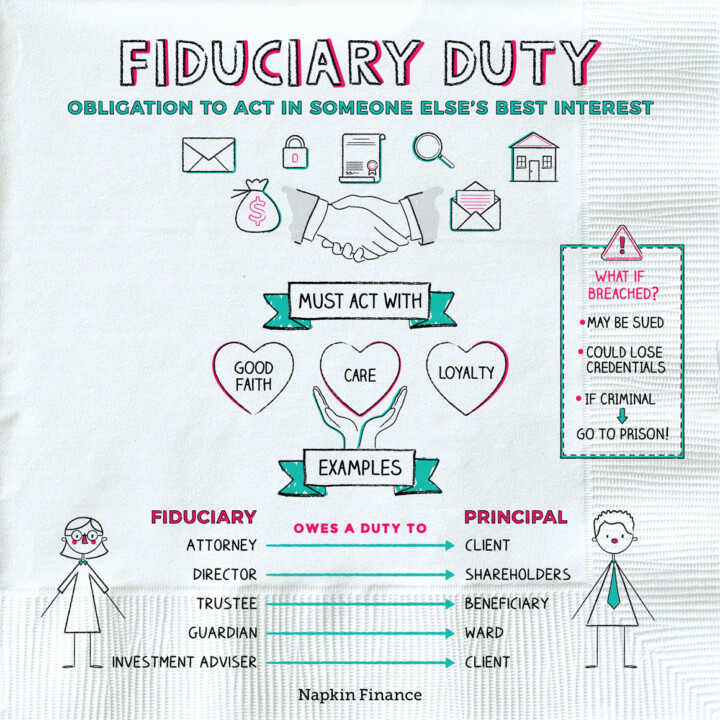 FIDUCIARY DUTY
OBLIGATION TO ACT IN SOMEONE ELSE'S BEST INTEREST
$
MUST ACT WITH
GOOD
FAITH
CARE
LOYALTY
!
WHAT IF
BREACHED?
• MAY BE SUED
• COULD LOSE
CREDENTIALS
• IF CRIMINAL
GO TO PRISON!
EXAMPLES
FIDUCIARY OWES A DUTY TO PRINCIPAL
ATTORNEY CLIENT
DIRECTOR SHAREHOLDERS
TRUSTEE BENEFICIARY
GUARDIAN WARD
INVESTMENT ADVISER CLIENT
Napkin Finance